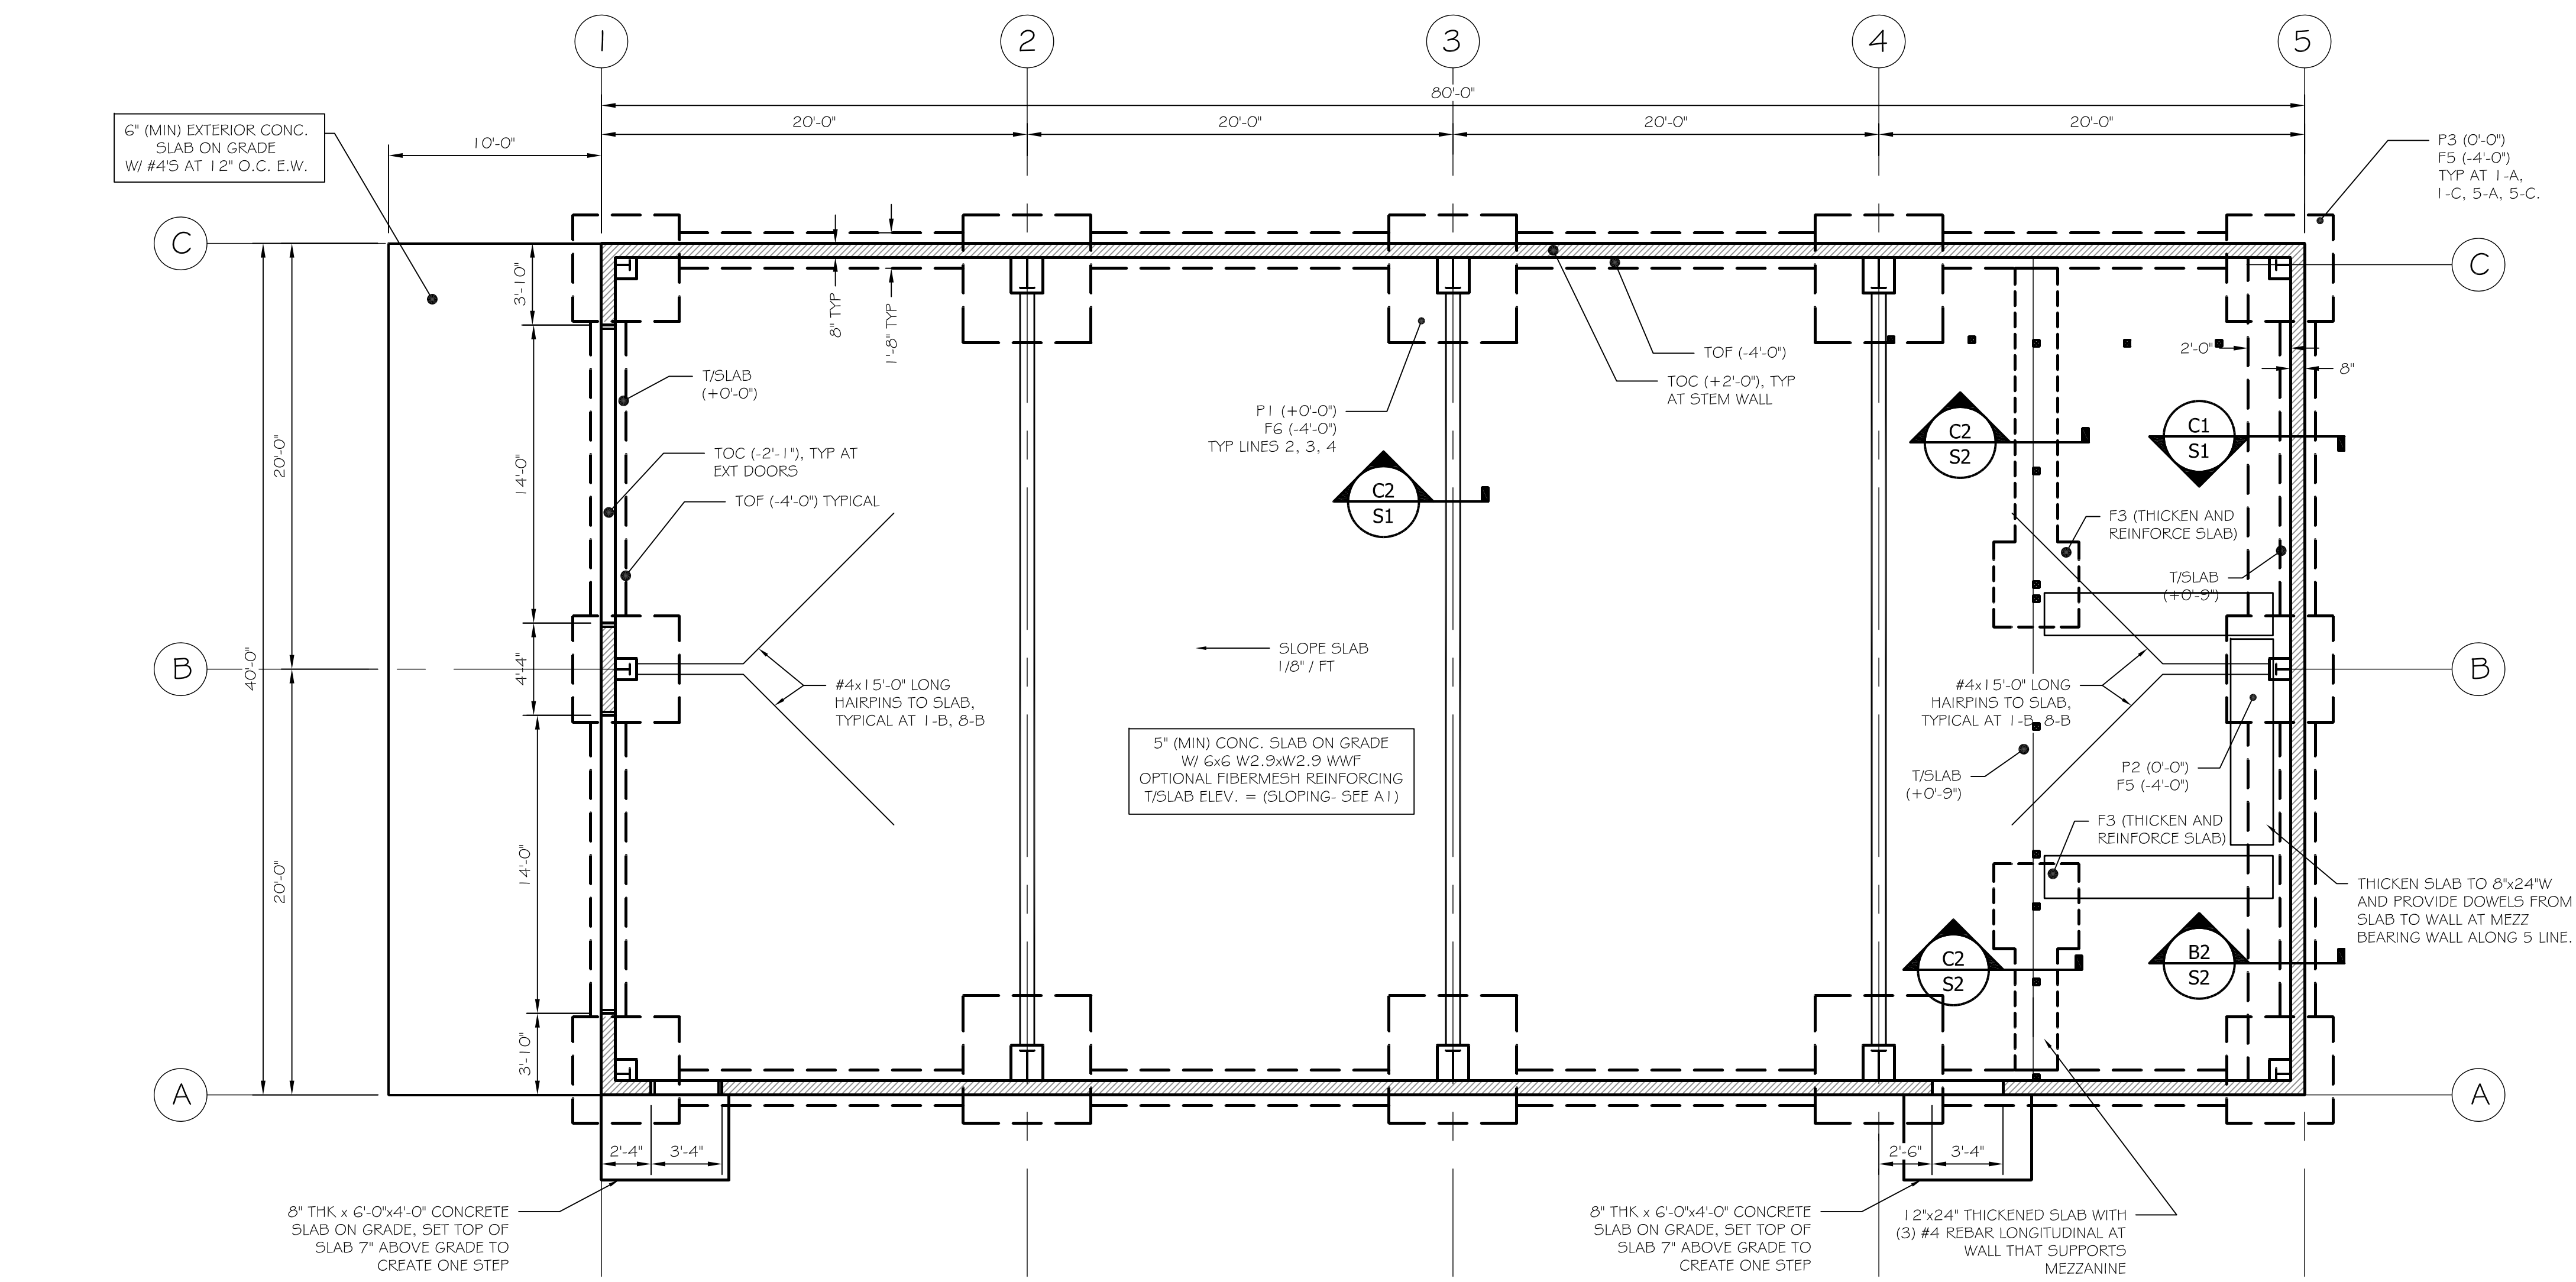 1
2
3
4
5
80'-0"
20'-0"
20'-0"
20'-0"
20'-0"
10'-0"
6" (MIN) EXTERIOR CONC.
SLAB ON GRADE
W/ #4'S AT 12" O.C. E.W.
P3 (0'-0")
F5 (-4'-0")
TYP AT 1-A,
1-C, 5-A, 5-C.
C
C
3'-10"
8" TYP
1'-8" TYP
TOF (-4'-0")
TOC (+2'-0"), TYP
AT STEM WALL
2'-0"
8"
T/SLAB
(+0'-0")
P1 (+0'-0")
F6 (-4'-0")
TYP LINES 2, 3, 4
TOC (-2'-1"), TYP AT
EXT DOORS
TOF (-4'-0") TYPICAL
14'-0"
20'-0"
C2
S1
C2
S2
C1
S1
F3 (THICKEN AND
REINFORCE SLAB)
T/SLAB
(+0'-9")
B
40'-0"
4'-4"
SLOPE SLAB
1/8" / FT
B
#4x15'-0" LONG
HAIRPINS TO SLAB,
TYPICAL AT 1-B, 8-B
#4x15'-0" LONG
HAIRPINS TO SLAB,
TYPICAL AT 1-B, 8-B
5" (MIN) CONC. SLAB ON GRADE
W/ 6x6 W2.9xW2.9 WWF
OPTIONAL FIBERMESH REINFORCING
T/SLAB ELEV. = (SLOPING- SEE A1)
T/SLAB
(+0'-9")
P2 (0'-0")
F5 (-4'-0")
F3 (THICKEN AND
REINFORCE SLAB)
14'-0"
20'-0"
THICKEN SLAB TO 8"x24"W
AND PROVIDE DOWELS FROM
SLAB TO WALL AT MEZZ
BEARING WALL ALONG 5 LINE.
C2
S2
B2
S2
3'-10"
A
A
2'-4"
3'-4"
2'-6"
3'-4"
8" THK x 6'-0"x4'-0" CONCRETE
SLAB ON GRADE, SET TOP OF
SLAB 7" ABOVE GRADE TO
CREATE ONE STEP
8" THK x 6'-0"x4'-0" CONCRETE
SLAB ON GRADE, SET TOP OF
SLAB 7" ABOVE GRADE TO
CREATE ONE STEP
12"x24" THICKENED SLAB WITH
(3) #4 REBAR LONGITUDINAL AT
WALL THAT SUPPORTS
MEZZANINE